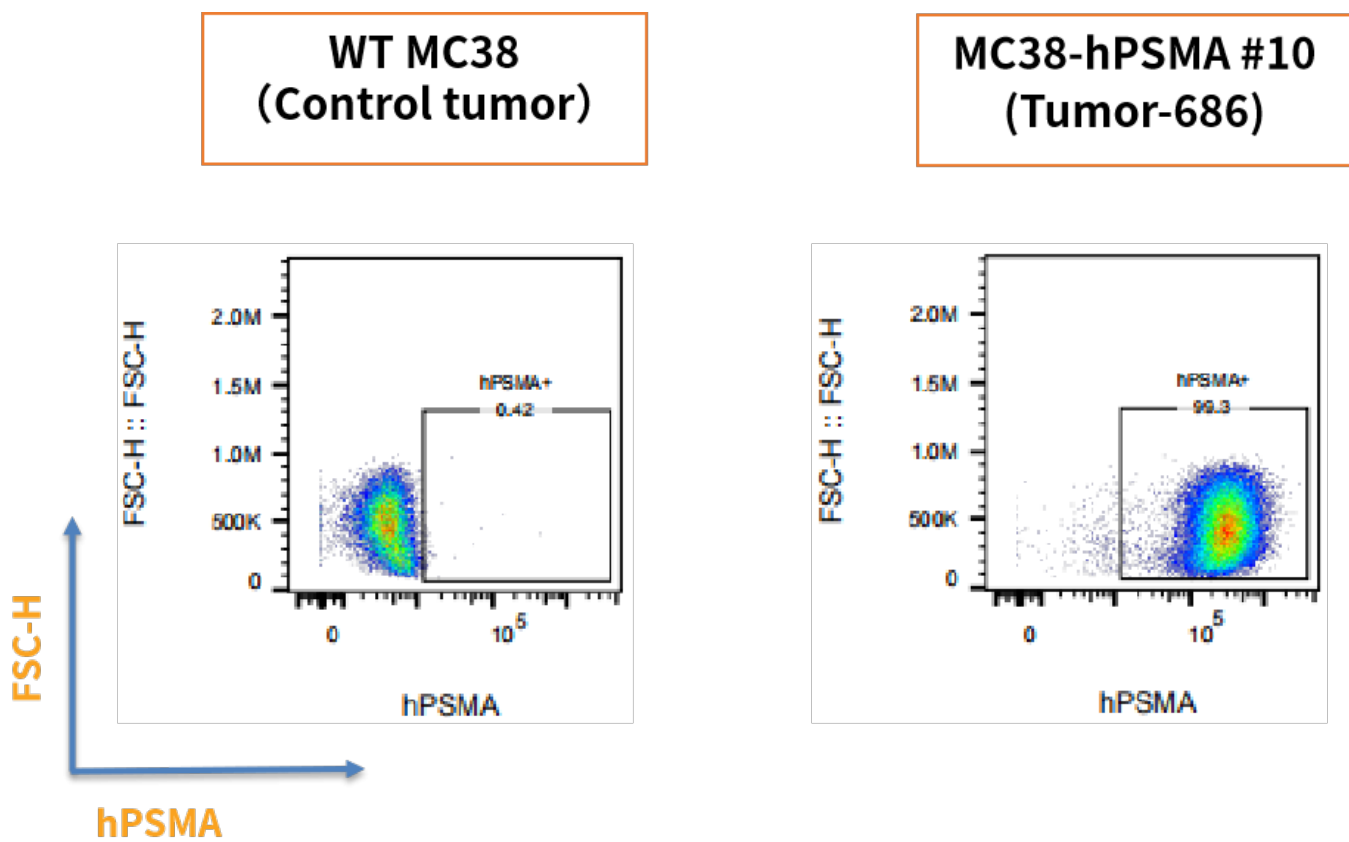 WT MC38
（Control tumor）
MC38-hPSMA #10
(Tumor-686)
FSC-H :: FSC-H
2.0M
1.5M
1.0M
500K
0
hPSMA+
0.42
0
10^5
hPSMA
FSC-H :: FSC-H
2.0M
1.5M
1.0M
500K
0
hPSMA+
99.3
0
10^5
hPSMA
FSC-H
hPSMA